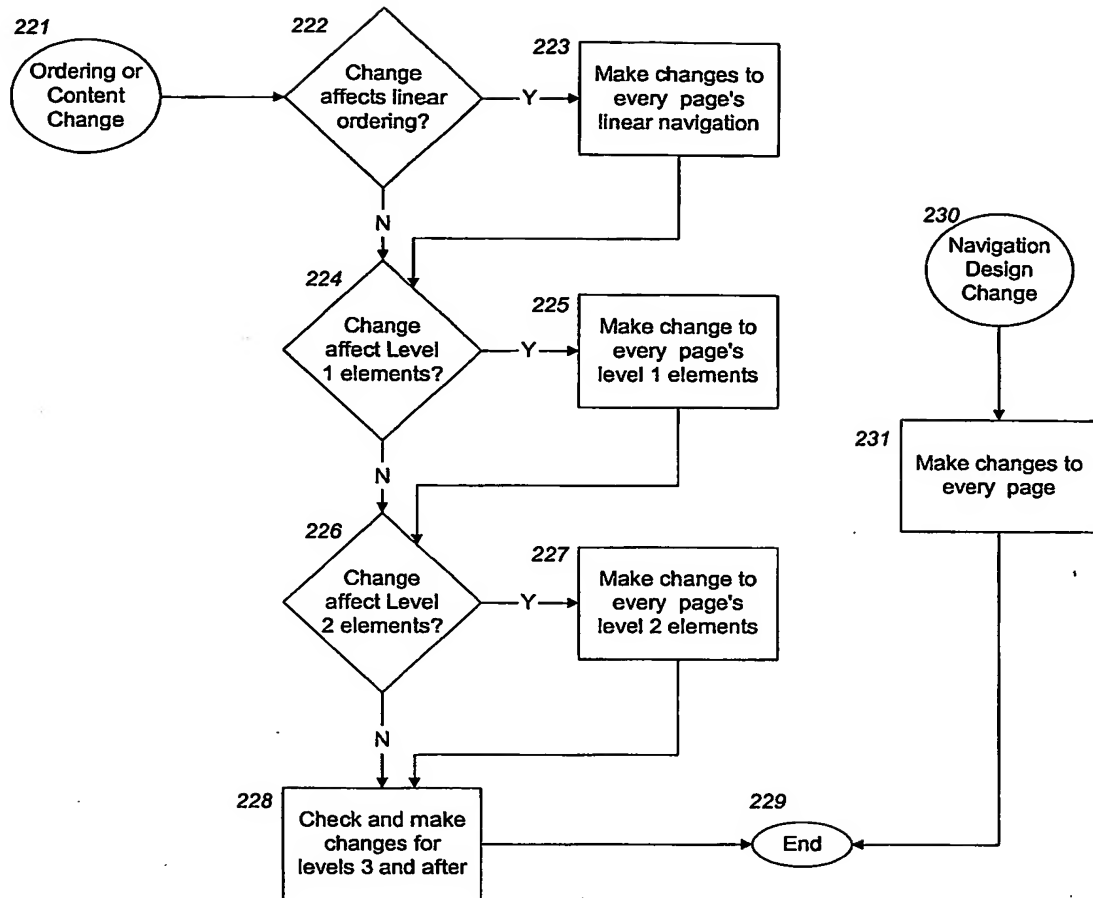 221
Ordering or
Content
Change
222
Change
affects linear
ordering?
Y
223
Make changes to
every page's
linear navigation
N
224
Change
affect Level
1 elements?
Y
225
Make change to
every page's
level 1 elements
N
226
Change
affect Level
2 elements?
Y
227
Make change to
every page's
level 2 elements
N
228
Check and make
changes for
levels 3 and after
229
End
230
Navigation
Design
Change
231
Make changes to
every page